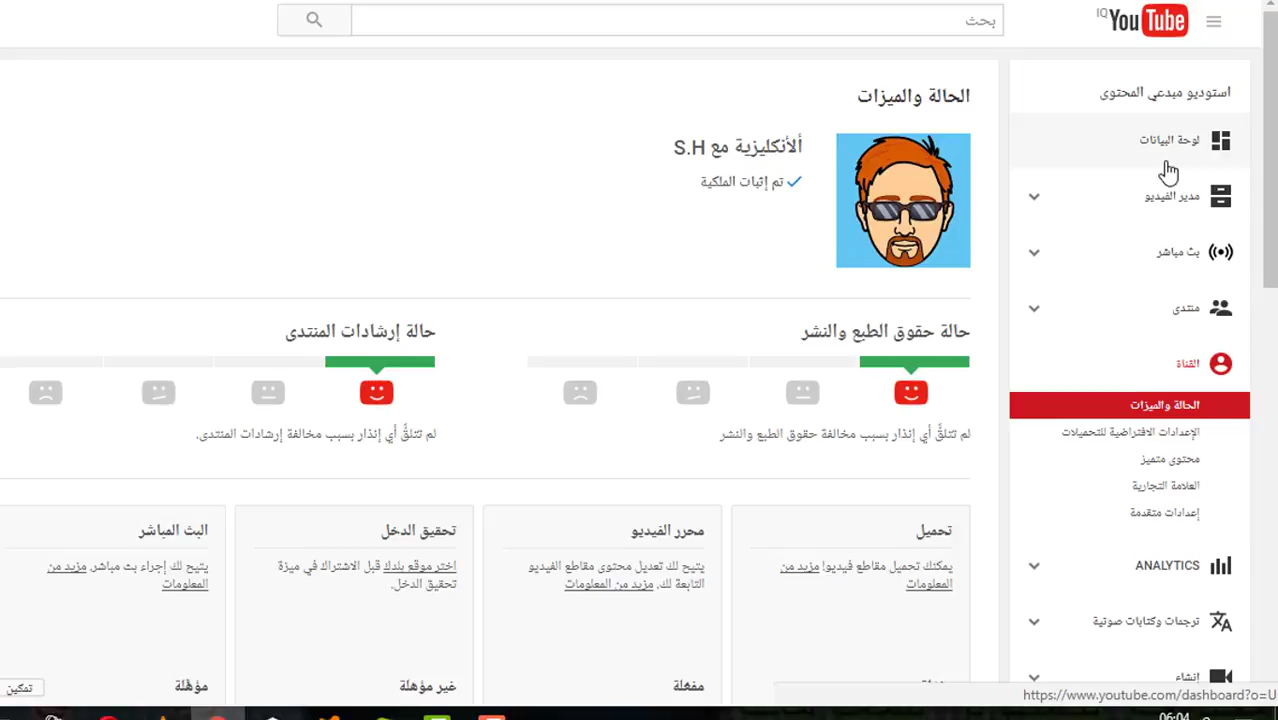 IQ
YouTube
بحث
استوديو مبدعي المحتوى
لوحة البيانات
مدير الفيديو
بث مباشر
منتدى
القناة
الحالة والميزات
الإعدادات الافتراضية للتحميلات
محتوى متميز
العلامة التجارية
إعدادات متقدمة
ANALYTICS
ترجمات وكتابات صوتية
إنشاء
الحالة والميزات
ألأنكليزية مع S.H
تم إثبات الملكية
حالة حقوق الطبع والنشر
لم تتلقَّ أي إنذار بسبب مخالفة حقوق الطبع والنشر
حالة إرشادات المنتدى
لم تتلقَّ أي إنذار بسبب مخالفة إرشادات المنتدى.
تحميل
يمكنك تحميل مقاطع فيديو! مزيد من
المعلومات
محرر الفيديو
يتيح لك تعديل محتوى مقاطع الفيديو
التابعة لك. مزيد من المعلومات
مفعّلة
تحقيق الدخل
اختر موقع بلدك قبل الاشتراك في ميزة
تحقيق الدخل.
غير مؤهلة
البث المباشر
يتيح لك إجراء بث مباشر. مزيد من
المعلومات
مؤهّلة
تمكين
https://www.youtube.com/dashboard?o=U
06:04